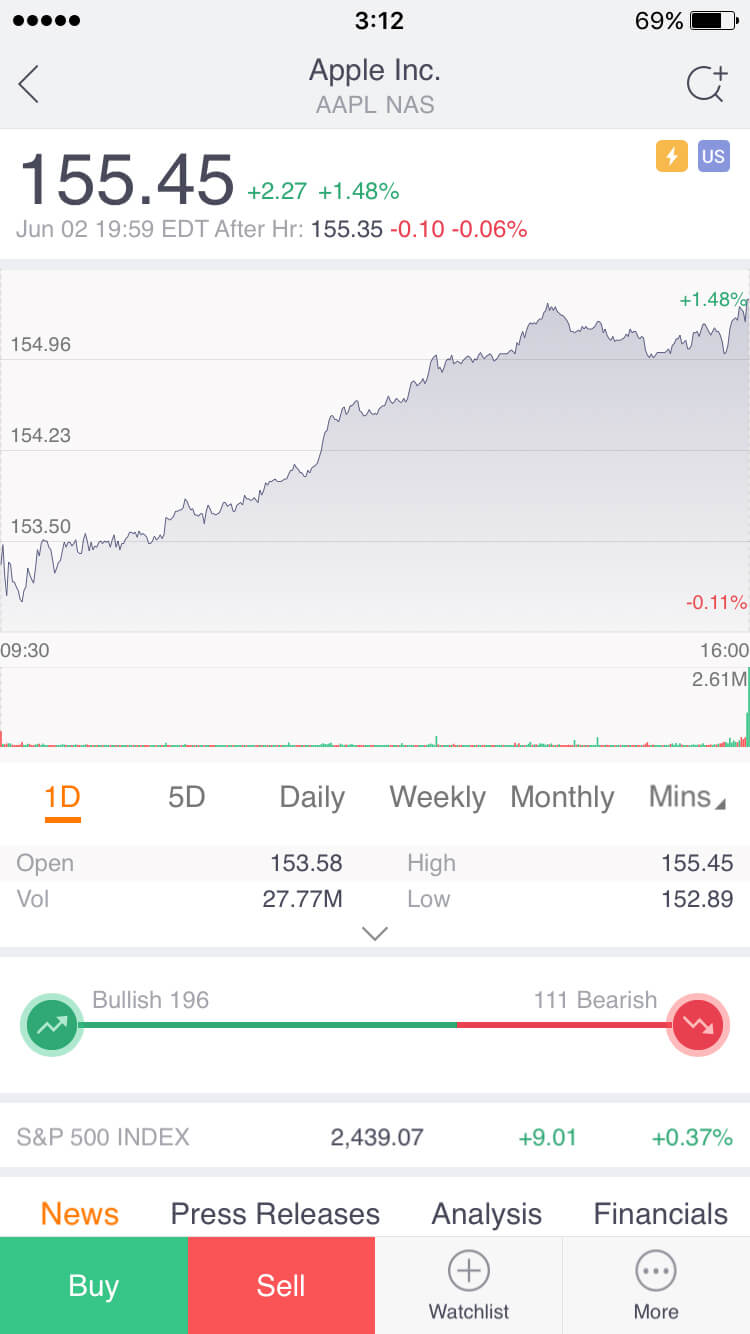 3:12 69%
Apple Inc.
AAPL NAS
155.45 +2.27 +1.48% US
Jun 02 19:59 EDT After Hr: 155.35 -0.10 -0.06%
+1.48%
154.96
154.23
153.50
-0.11%
09:30 16:00
2.61M
1D 5D Daily Weekly Monthly Mins
Open 153.58 High 155.45
Vol 27.77M Low 152.89
Bullish 196 111 Bearish
S&P 500 INDEX 2,439.07 +9.01 +0.37%
News Press Releases Analysis Financials
Buy Sell Watchlist More